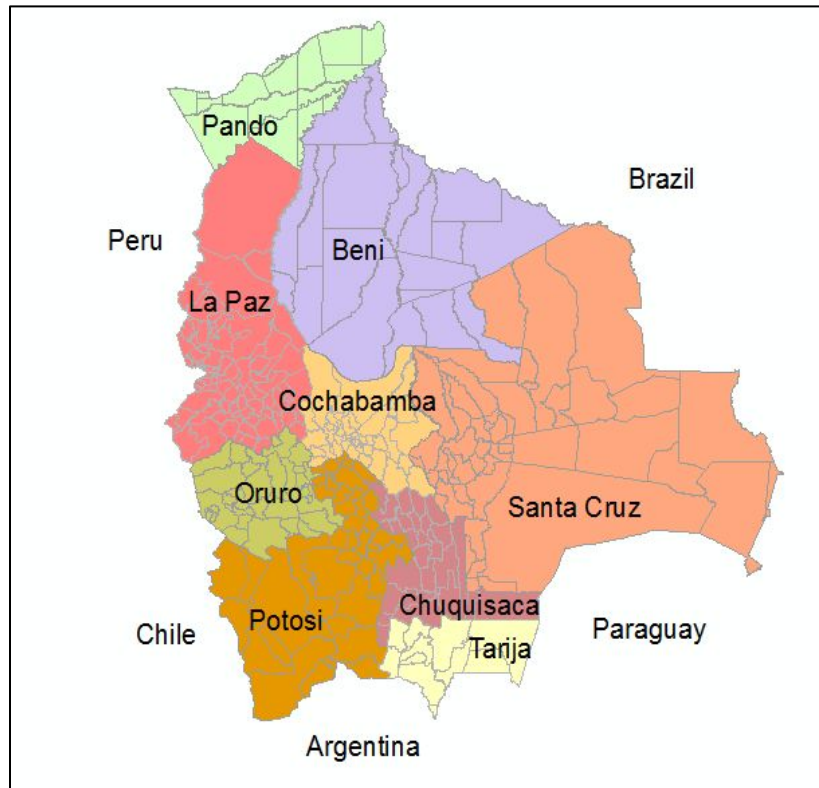 Pando
Brazil
Peru
Beni
La Paz
Cochabamba
Oruro
Santa Cruz
Chuquisaca
Potosi
Chile
Paraguay
Tarija
Argentina